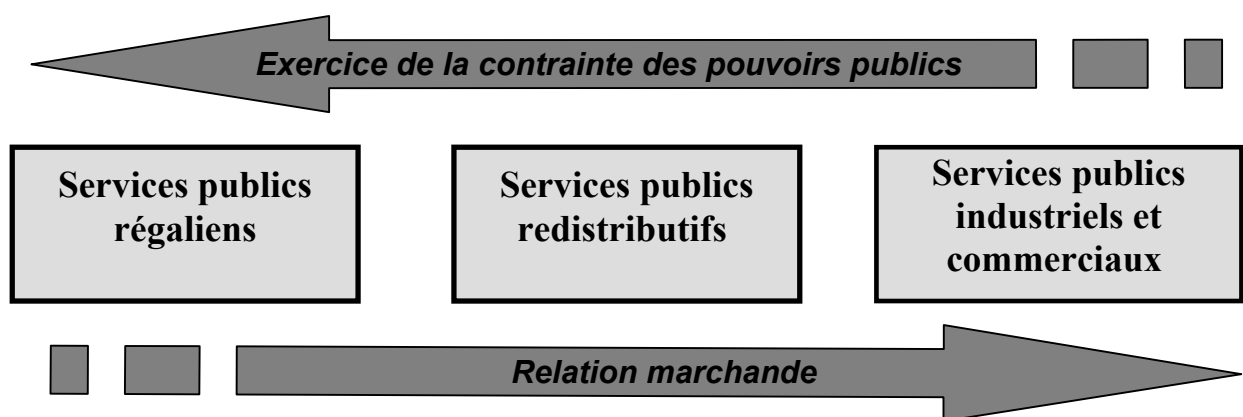 Exercice de la contrainte des pouvoirs publics
Services publics
régaliens
Services publics
redistributifs
Services publics
industriels et
commerciaux
Relation marchande